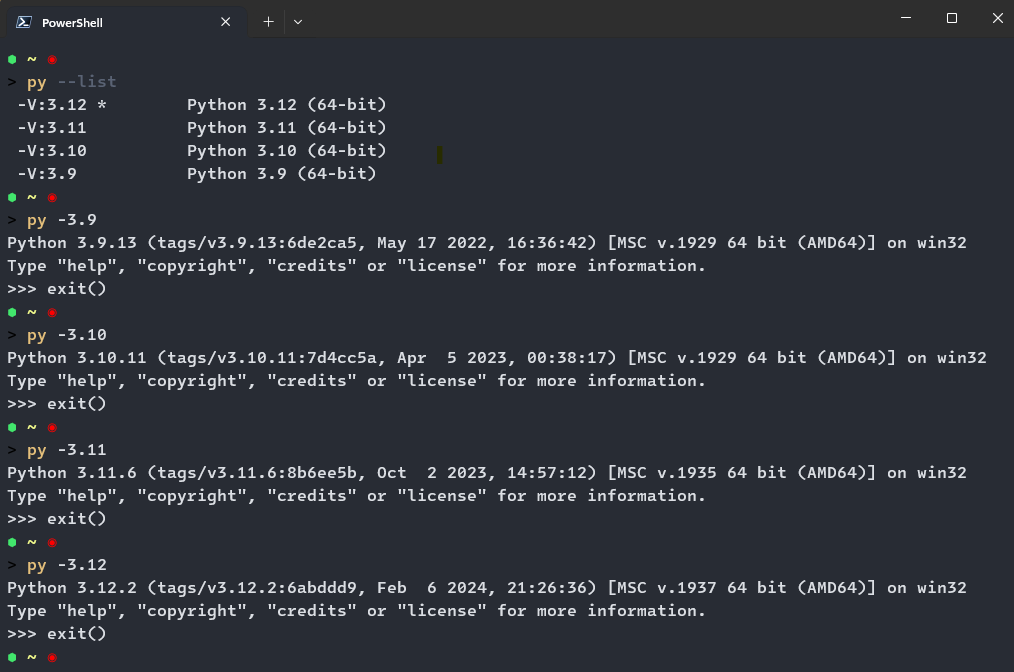 PowerShell
~
> py --list
 -V:3.12 *        Python 3.12 (64-bit)
 -V:3.11          Python 3.11 (64-bit)
 -V:3.10          Python 3.10 (64-bit)
 -V:3.9           Python 3.9 (64-bit)
~
> py -3.9
Python 3.9.13 (tags/v3.9.13:6de2ca5, May 17 2022, 16:36:42) [MSC v.1929 64 bit (AMD64)] on win32
Type "help", "copyright", "credits" or "license" for more information.
>>> exit()
~
> py -3.10
Python 3.10.11 (tags/v3.10.11:7d4cc5a, Apr  5 2023, 00:38:17) [MSC v.1929 64 bit (AMD64)] on win32
Type "help", "copyright", "credits" or "license" for more information.
>>> exit()
~
> py -3.11
Python 3.11.6 (tags/v3.11.6:8b6ee5b, Oct  2 2023, 14:57:12) [MSC v.1935 64 bit (AMD64)] on win32
Type "help", "copyright", "credits" or "license" for more information.
>>> exit()
~
> py -3.12
Python 3.12.2 (tags/v3.12.2:6abddd9, Feb  6 2024, 21:26:36) [MSC v.1937 64 bit (AMD64)] on win32
Type "help", "copyright", "credits" or "license" for more information.
>>> exit()
~